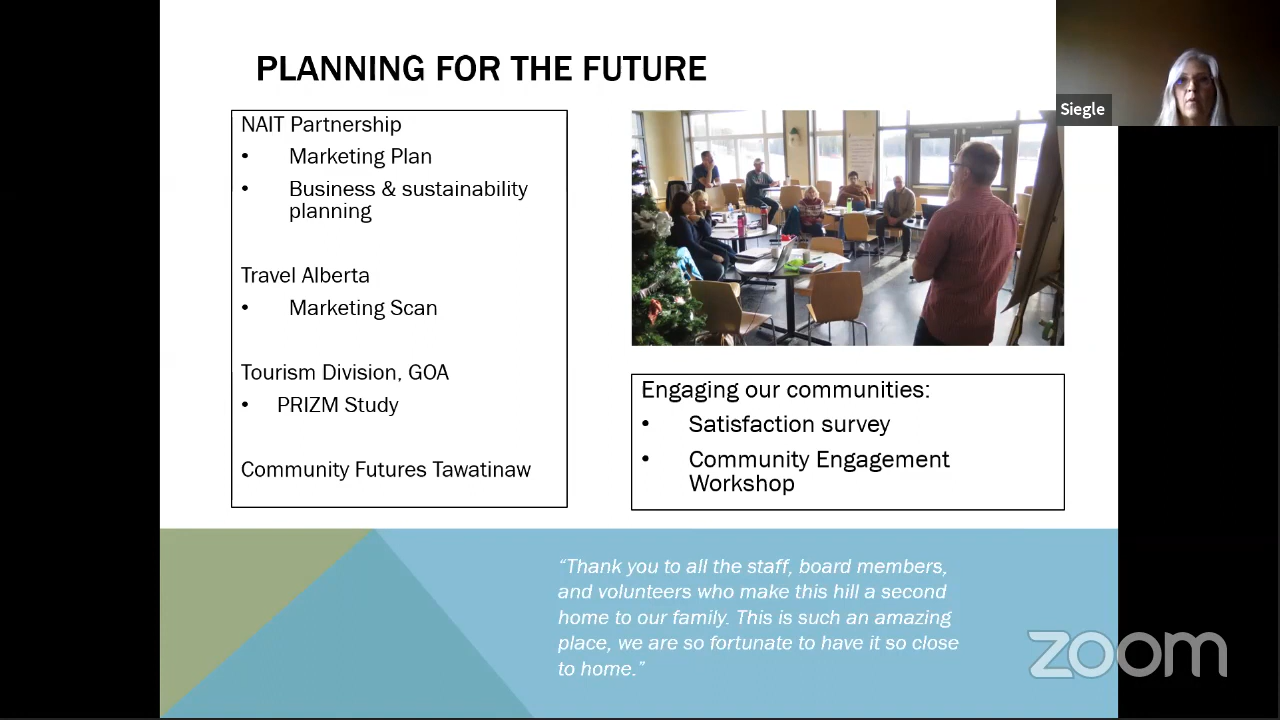 PLANNING FOR THE FUTURE
Siegle
NAIT Partnership
• Marketing Plan
• Business & sustainability
planning
Travel Alberta
• Marketing Scan
Tourism Division, GOA
• PRIZM Study
Community Futures Tawatinaw
Engaging our communities:
• Satisfaction survey
• Community Engagement
Workshop
“Thank you to all the staff, board members,
and volunteers who make this hill a second
home to our family. This is such an amazing
place, we are so fortunate to have it so close
to home.”
zoom